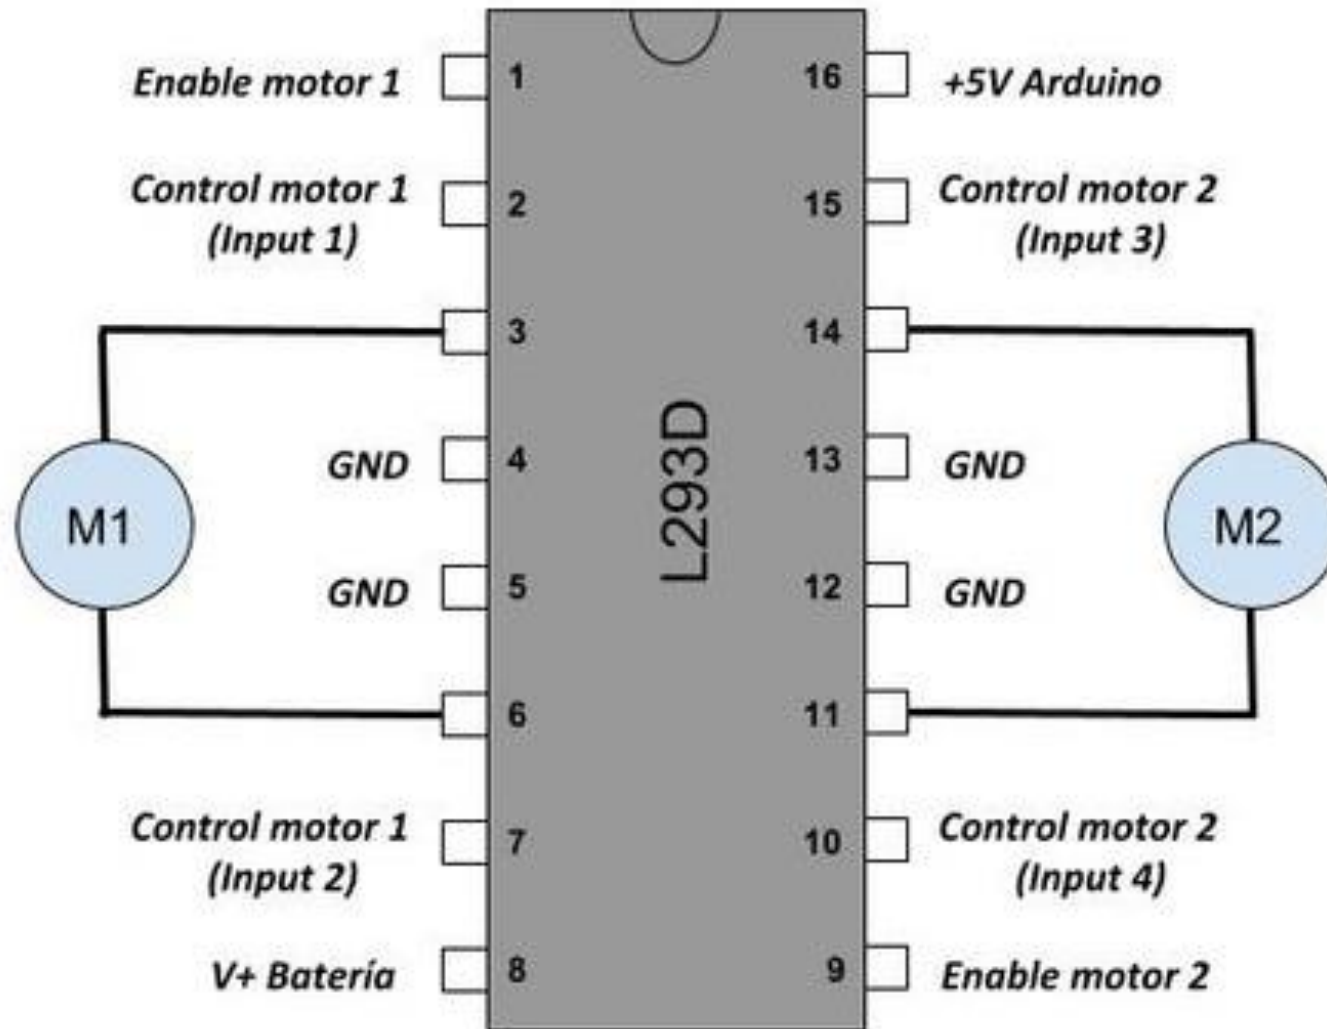 Enable motor 1
1
16
+5V Arduino
Control motor 1
(Input 1)
2
15
Control motor 2
(Input 3)
3
14
L293D
M1
GND
4
13
GND
M2
GND
5
12
GND
6
11
Control motor 1
(Input 2)
7
10
Control motor 2
(Input 4)
V+ Batería
8
9
Enable motor 2